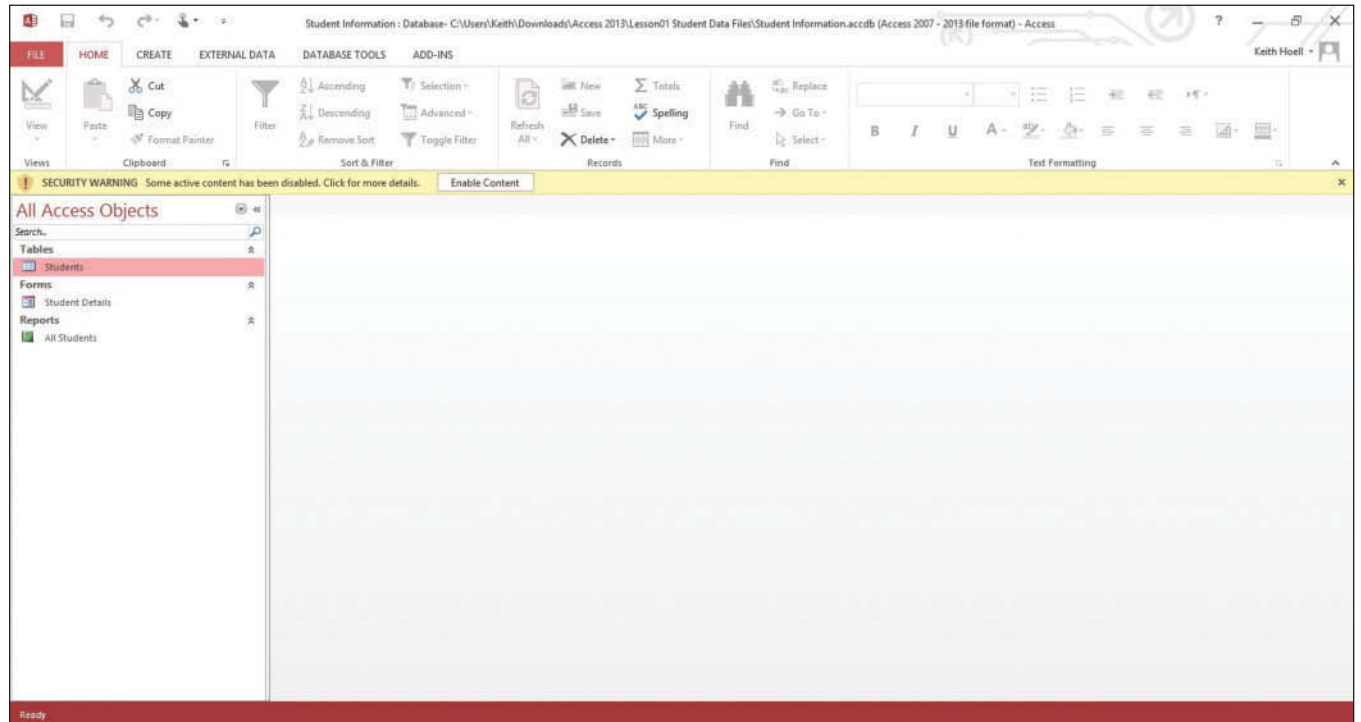 Student Information : Database- C:\Users\Keith\Downloads\Access 2013\Lesson01 Student Data Files\Student Information.accdb (Access 2007 - 2013 file format) - Access
?
Keith Hoell
FILE HOME CREATE EXTERNAL DATA DATABASE TOOLS ADD-INS
View
Paste
Cut
Copy
Format Painter
Filter
Ascending
Descending
Remove Sort
Selection
Advanced
Toggle Filter
Refresh
All
New
Save
Delete
Totals
Spelling
More
Find
Replace
Go To
Select
B I U A
Views Clipboard Sort & Filter Records Find Text Formatting
SECURITY WARNING Some active content has been disabled. Click for more details. Enable Content
All Access Objects
Search..
Tables
Students
Forms
Student Details
Reports
All Students
Ready